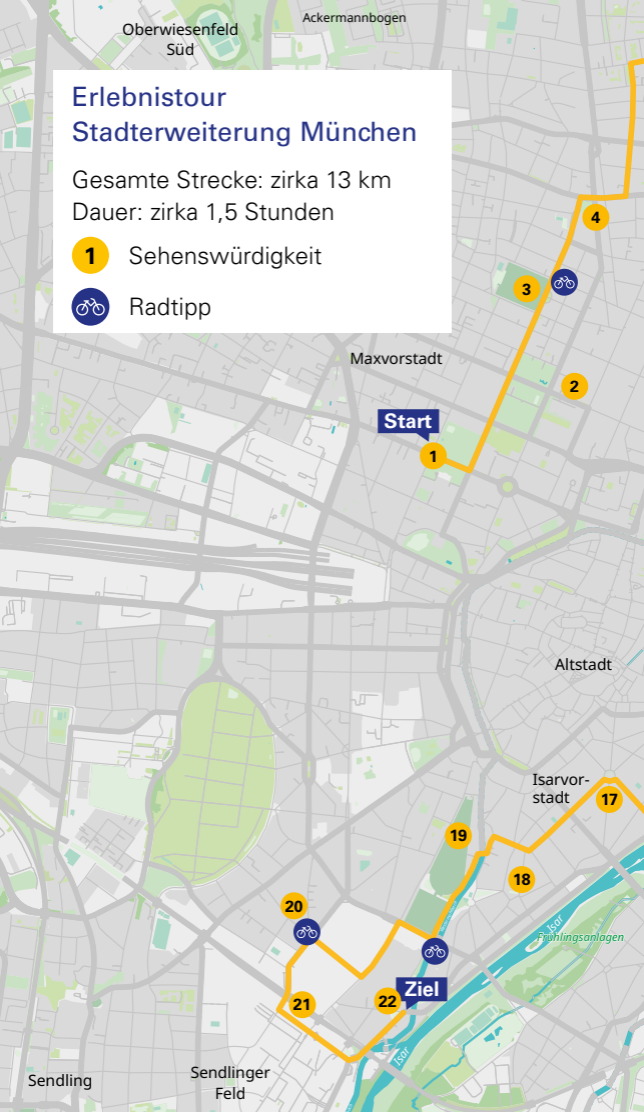 Ackermannbogen
Oberwiesenfeld
Süd
Erlebnistour
Stadterweiterung München
Gesamte Strecke: zirka 13 km
Dauer: zirka 1,5 Stunden
1 Sehenswürdigkeit
Radtipp
4
3
Maxvorstadt
2
Start
1
Altstadt
Isarvor-
stadt
17
19
18
20
Isar
Frühlingsanlagen
22 Ziel
21
Isar
Sendling
Sendlinger
Feld